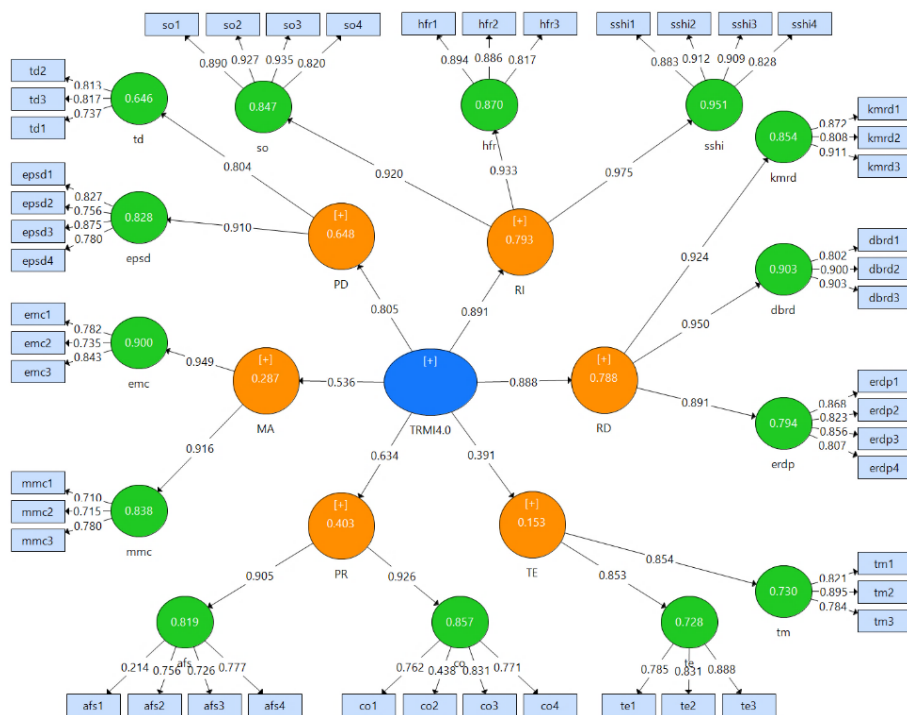 so1 so2 so3 so4
hfr1 hfr2 hfr3
sshi1 sshi2 sshi3 sshi4
0.890 0.927 0.935 0.820
0.894 0.886 0.817
0.883 0.912 0.909 0.828
td2
td3
td1
0.813
0.817
0.737
0.646
td
0.847
so
0.870
hfr
0.951
sshi
0.854
kmrd
0.872
0.808
0.911
kmrd1
kmrd2
kmrd3
0.804
0.920
0.933
0.975
epsd1
epsd2
epsd3
epsd4
0.827
0.756
0.875
0.780
0.828
epsd
0.910
[+]
0.648
PD
[+]
0.793
RI
0.924
0.903
dbrd
0.802
0.900
0.903
dbrd1
dbrd2
dbrd3
0.805
0.891
0.950
emc1
emc2
emc3
0.782
0.735
0.843
0.900
emc
0.949
[+]
0.287
MA
0.536
[+]
TRMI4.0
0.888
[+]
0.788
RD
0.891
0.794
erdp
0.868
0.823
0.856
0.807
erdp1
erdp2
erdp3
erdp4
0.916
0.634
0.391
mmc1
mmc2
mmc3
0.710
0.715
0.780
0.838
mmc
[+]
0.403
PR
[+]
0.153
TE
0.854
0.730
tm
0.821
0.895
0.784
tm1
tm2
tm3
0.905
0.926
0.853
0.819
afs
0.857
co
0.728
te
0.214 0.756 0.726 0.777
0.762 0.438 0.831 0.771
0.785 0.831 0.888
afs1 afs2 afs3 afs4
co1 co2 co3 co4
te1 te2 te3